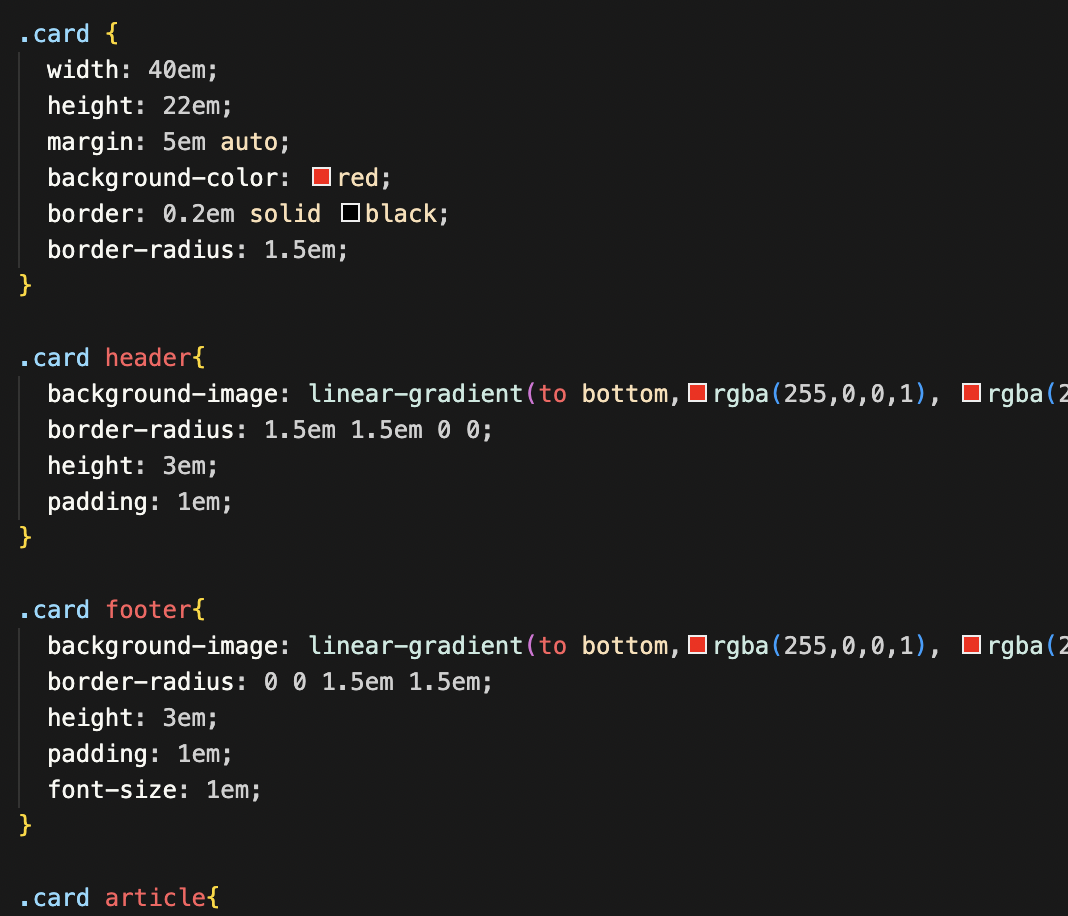 .card {
width: 40em;
height: 22em;
margin: 5em auto;
background-color: red;
border: 0.2em solid black;
border-radius: 1.5em;
}
.card header{
background-image: linear-gradient(to bottom,rgba(255,0,0,1), rgba(2
border-radius: 1.5em 1.5em 0 0;
height: 3em;
padding: 1em;
}
.card footer{
background-image: linear-gradient(to bottom,rgba(255,0,0,1), rgba(2
border-radius: 0 0 1.5em 1.5em;
height: 3em;
padding: 1em;
font-size: 1em;
}
.card article{